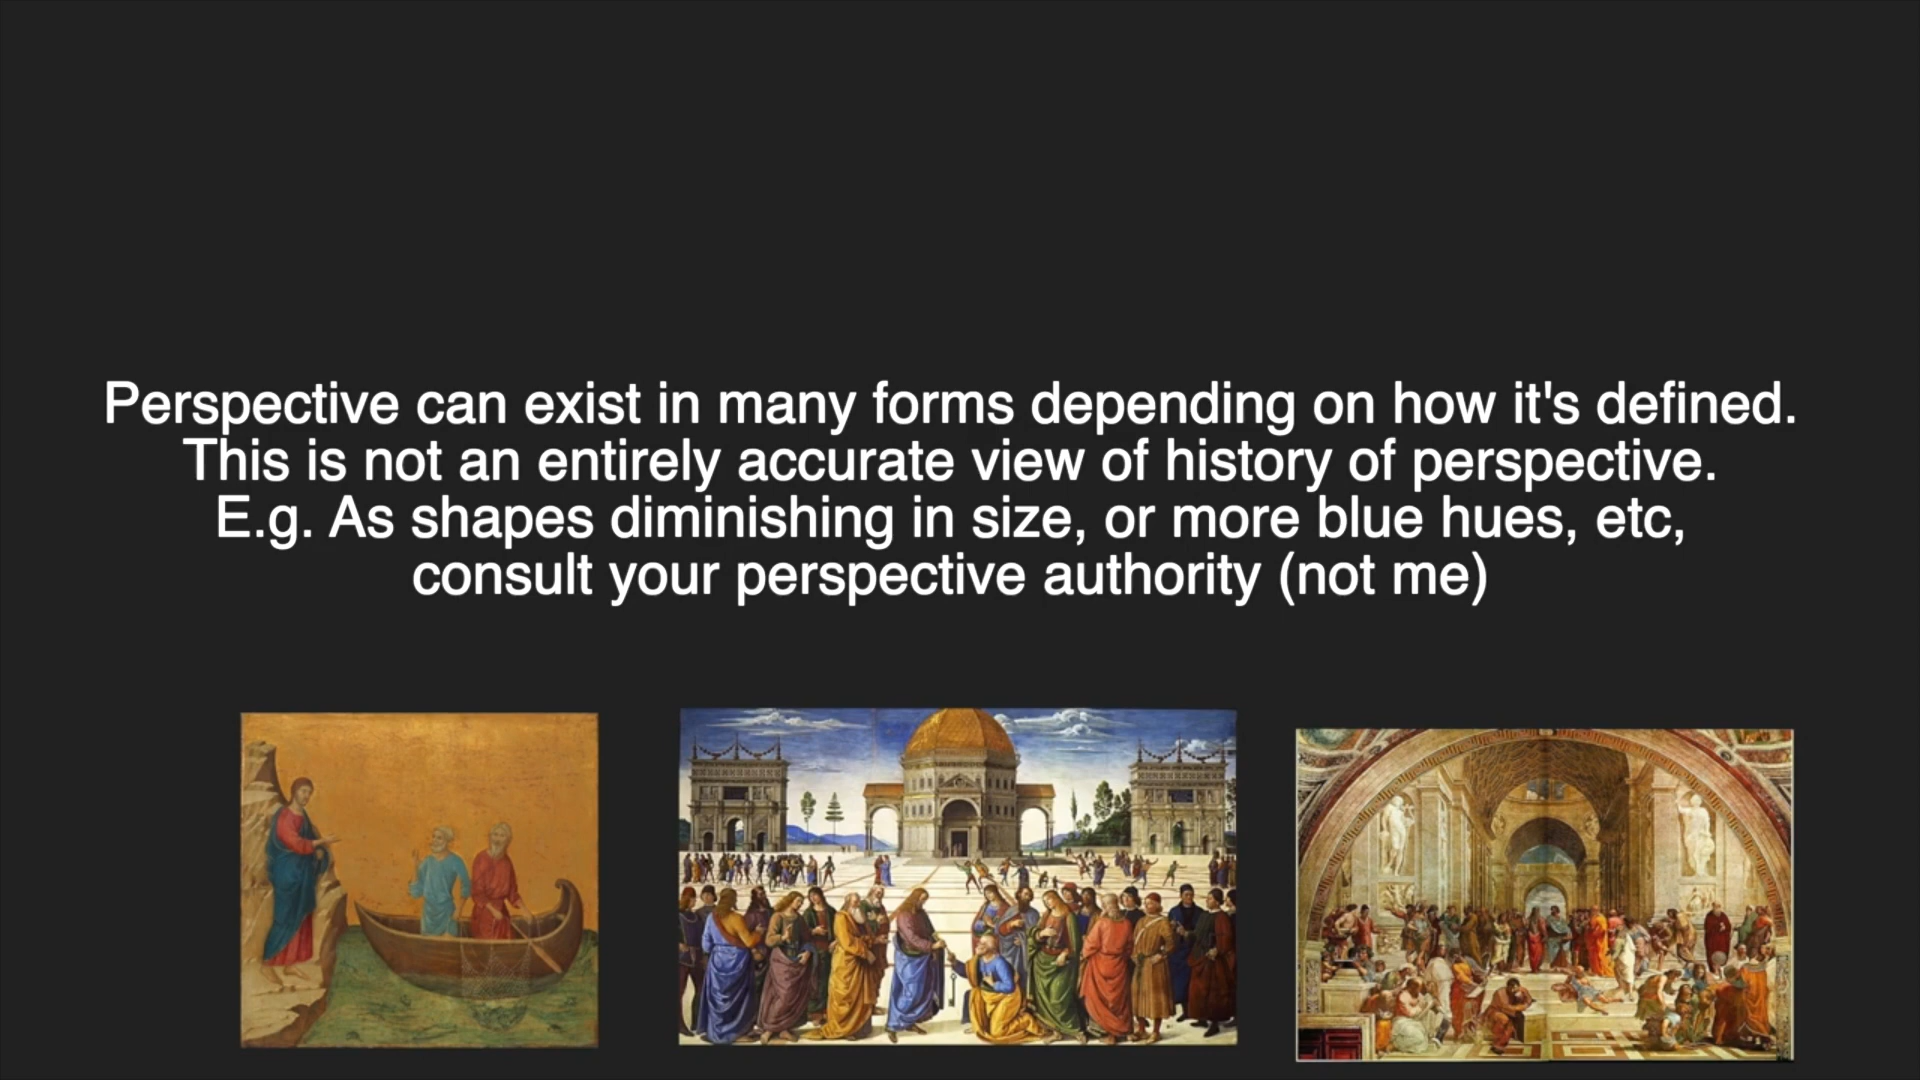 Perspective can exist in many forms depending on how it's defined.
This is not an entirely accurate view of history of perspective.
E.g. As shapes diminishing in size, or more blue hues, etc,
consult your perspective authority (not me)